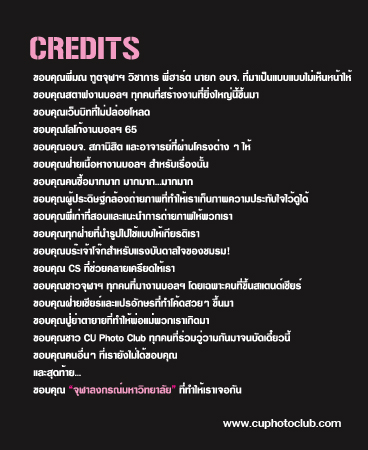 CREDITS
ขอบคุณพี่มณ ทูตจุฬาฯ วิชาการ พี่ฮาร์ต นายก อบจ. ที่มาเป็นแบบแบบไม่เห็นหน้าให้
ขอบคุณสตาฟงานบอลฯ ทุกคนที่สร้างงานที่ยิ่งใหญ่นี้ขึ้นมา
ขอบคุณเว็บบิทที่ไม่ปล่อยโหลด
ขอบคุณโลโก้งานบอลฯ 65
ขอบคุณอบจ. สภานิสิต และอาจารย์ที่ผ่านโครงต่าง ๆ ให้
ขอบคุณฝ่ายเนื้อหางานบอลฯ สำหรับเรื่องนั้น
ขอบคุณคนซื้อมากมาก มากมาก...มากมาก
ขอบคุณผู้ประดิษฐ์กล้องถ่ายภาพที่ทำให้เราเก็บภาพความประทับใจไว้ดูได้
ขอบคุณพี่เก่าที่สอนและแนะนำการถ่ายภาพให้พวกเรา
ขอบคุณทุกฝ่ายที่นำรูปไปใช้แบบให้เกียรติเรา
ขอบคุณบร๊ะเจ้าโจ๊กสำหรับแรงบันดาลใจของชมรม!
ขอบคุณ CS ที่ช่วยคลายเครียดให้เรา
ขอบคุณชาวจุฬาฯ ทุกคนที่มางานบอลฯ โดยเฉพาะคนที่ขึ้นสแตนด์เชียร์
ขอบคุณฝ่ายเชียร์และแปรอักษรที่ทำโค้ดสวยๆ ขึ้นมา
ขอบคุณปู่ย่าตายายที่ทำให้พ่อแม่พวกเราเกิดมา
ขอบคุณชาว CU Photo Club ทุกคนที่ร่วมวู่วามกันมาจนบัดเดี๋ยวนี้
ขอบคุณคนอื่นๆ ที่เรายังไม่ได้ขอบคุณ
และสุดท้าย...
ขอบคุณ "จุฬาลงกรณ์มหาวิทยาลัย" ที่ทำให้เราเจอกัน
www.cuphotoclub.com